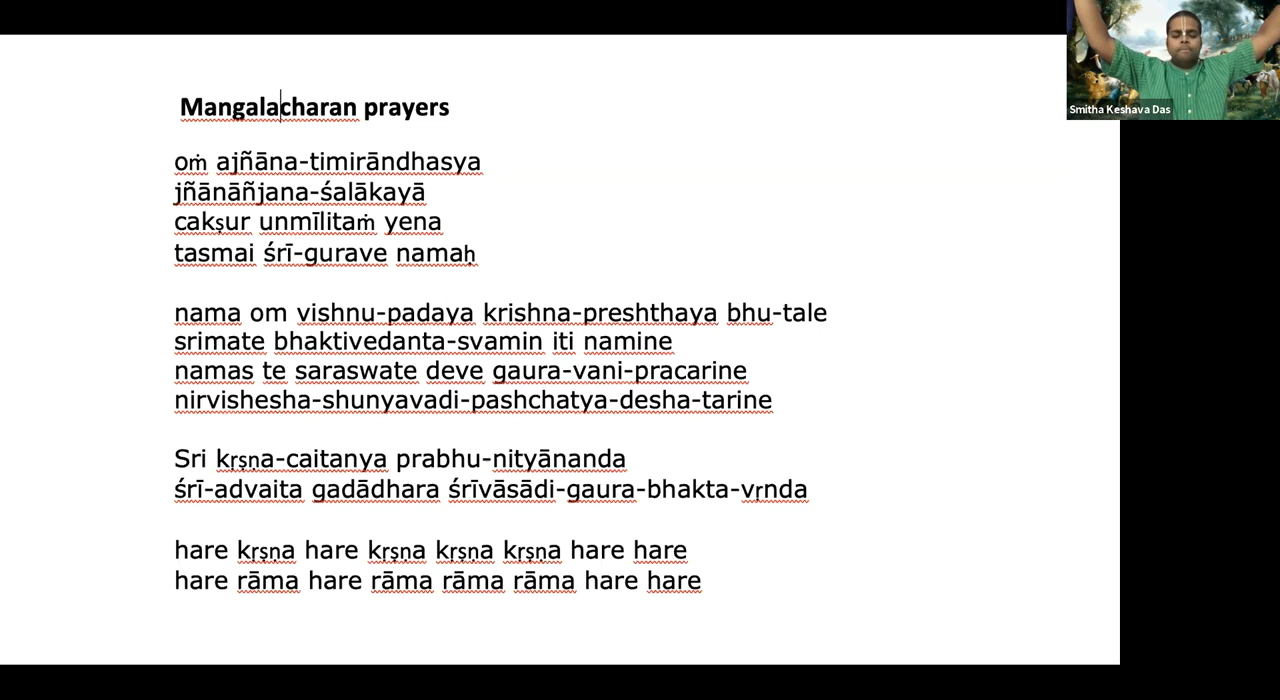 Mangalacharan prayers
oṁ ajñāna-timirāndhasya
jñānāñjana-śalākayā
cakṣur unmīlitaṁ yena
tasmai śrī-gurave namaḥ
nama om vishnu-padaya krishna-preshthaya bhu-tale
srimate bhaktivedanta-svamin iti namine
namas te saraswate deve gaura-vani-pracarine
nirvishesha-shunyavadi-pashchatya-desha-tarine
Sri kṛṣṇa-caitanya prabhu-nityānanda
śrī-advaita gadādhara śrīvāsādi-gaura-bhakta-vṛnda
hare kṛṣṇa hare kṛṣṇa kṛṣṇa kṛṣṇa hare hare
hare rāma hare rāma rāma rāma hare hare
Smitha Keshava Das